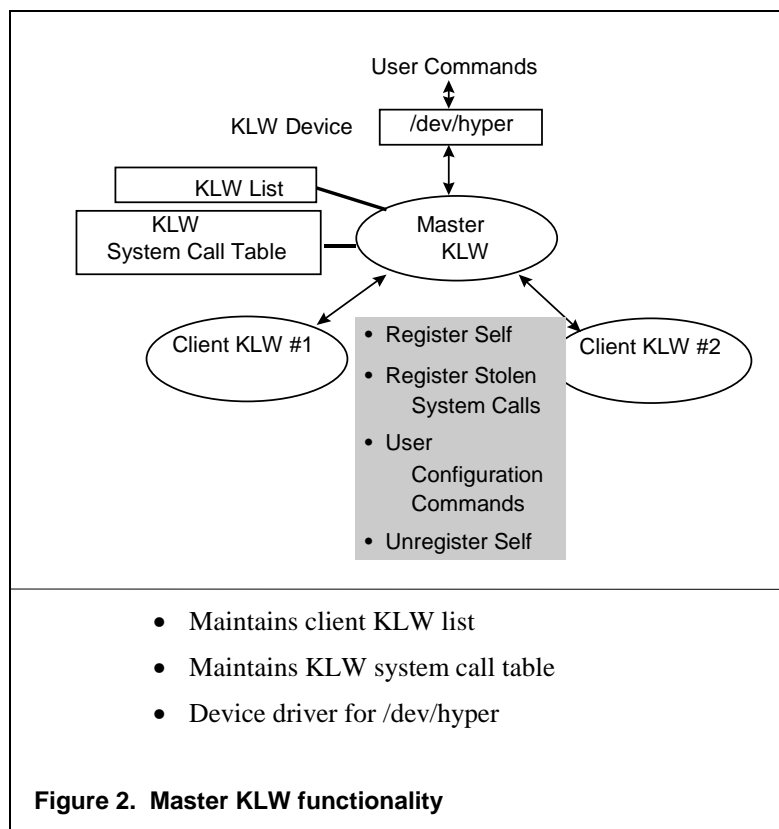 User Commands
KLW Device
/dev/hyper
KLW List
KLW
System Call Table
Master
KLW
Client KLW #1
Client KLW #2
• Register Self
• Register Stolen
System Calls
• User
Configuration
Commands
• Unregister Self
• Maintains client KLW list
• Maintains KLW system call table
• Device driver for /dev/hyper
Figure 2. Master KLW functionality